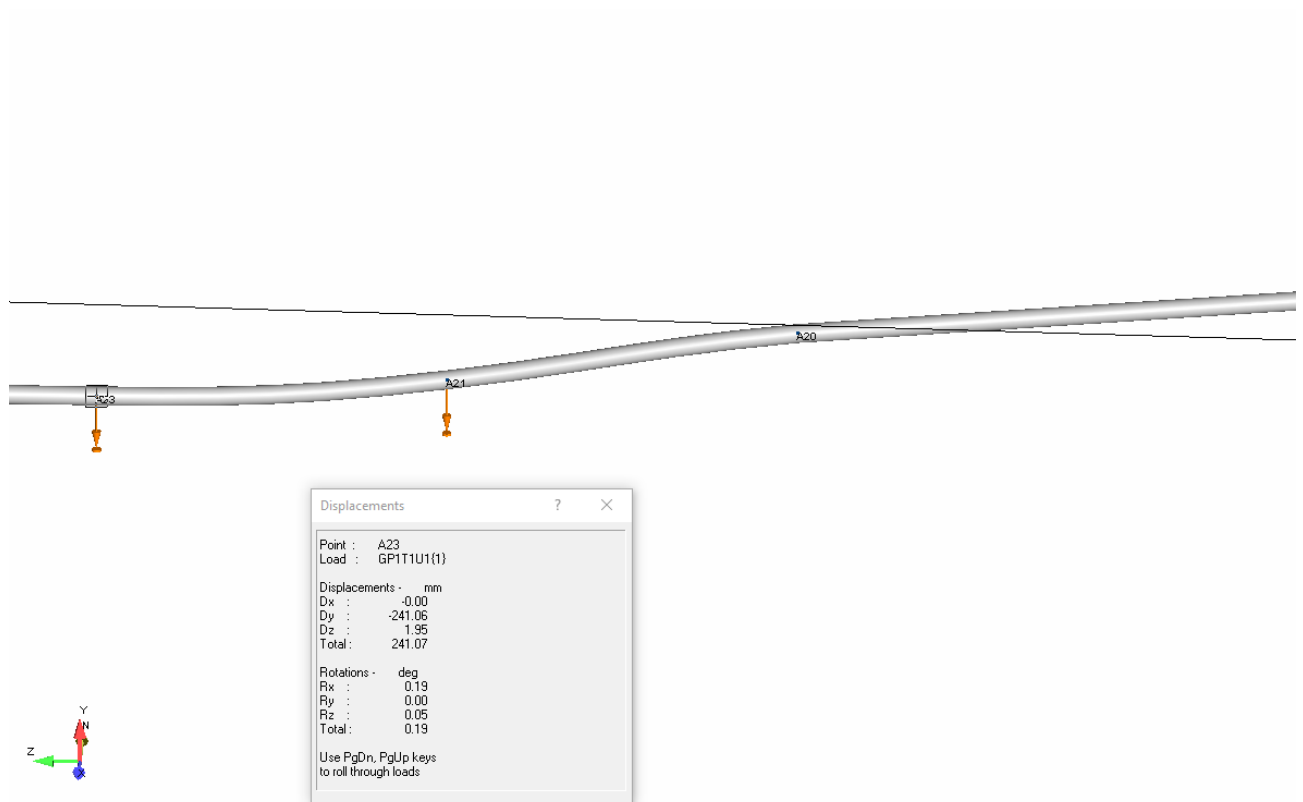 A20
A21
A23
Displacements ? ×
Point : A23
Load : GP1T1U1{1}
Displacements - mm
Dx : -0.00
Dy : -241.06
Dz : 1.95
Total : 241.07
Rotations - deg
Rx : 0.19
Ry : 0.00
Rz : 0.05
Total : 0.19
Use PgDn, PgUp keys
to roll through loads
Y
N
Z
X